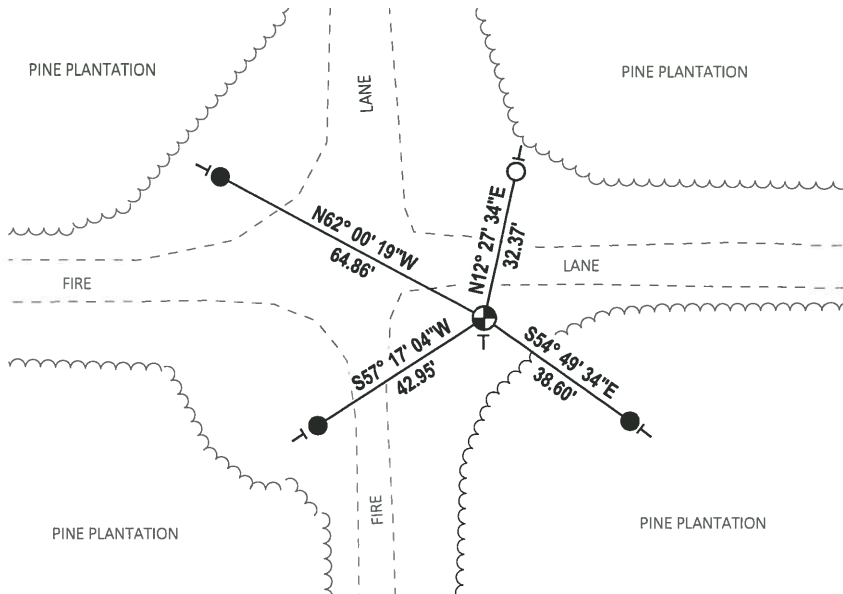 PINE PLANTATION
PINE PLANTATION
LANE
N62° 00' 19"W
64.86'
N12° 27' 34"E
32.37'
LANE
FIRE
S57° 17' 04"W
42.95'
S54° 49' 34"E
38.60'
FIRE
PINE PLANTATION
PINE PLANTATION
T
T
T
T
T